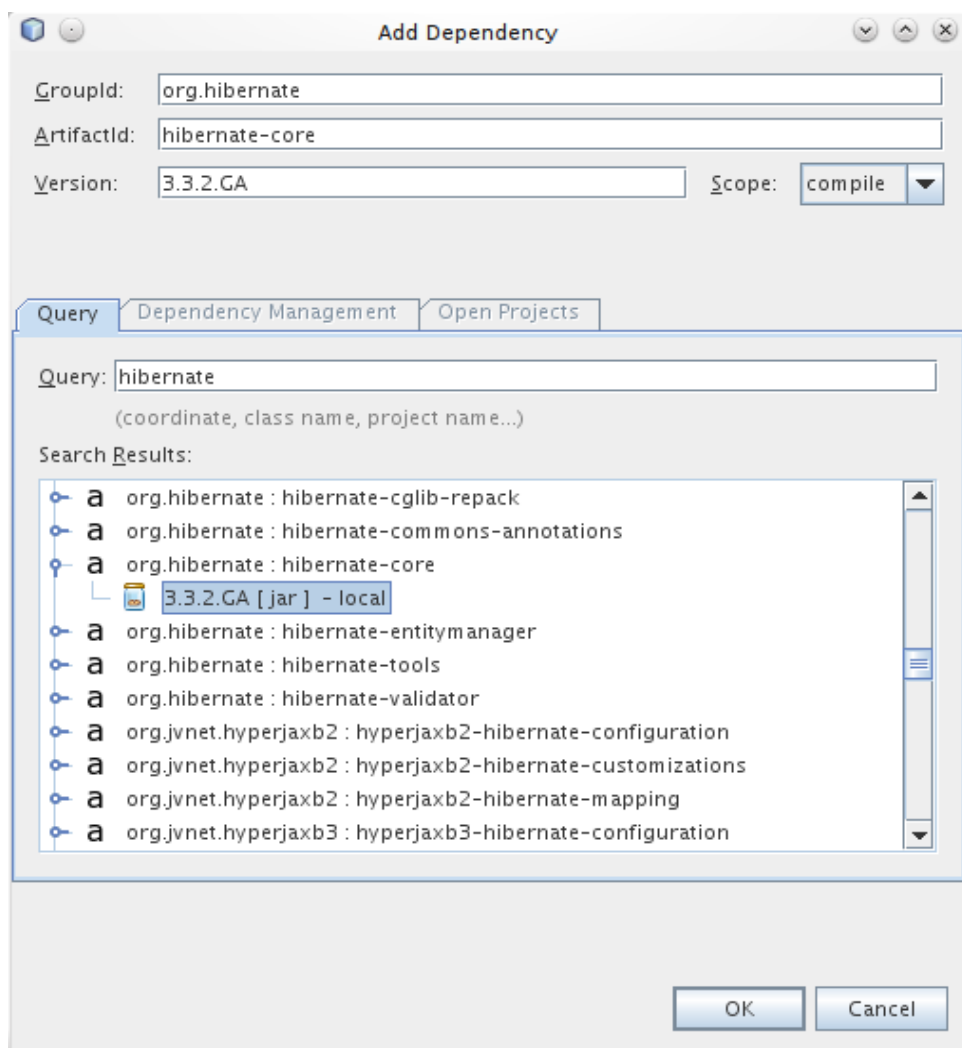 Add Dependency
GroupId: org.hibernate
ArtifactId: hibernate-core
Version: 3.3.2.GA Scope: compile
Query Dependency Management Open Projects
Query: hibernate
(coordinate, class name, project name...)
Search Results:
a org.hibernate : hibernate-cglib-repack
a org.hibernate : hibernate-commons-annotations
a org.hibernate : hibernate-core
3.3.2.GA [ jar ] - local
a org.hibernate : hibernate-entitymanager
a org.hibernate : hibernate-tools
a org.hibernate : hibernate-validator
a org.jvnet.hyperjaxb2 : hyperjaxb2-hibernate-configuration
a org.jvnet.hyperjaxb2 : hyperjaxb2-hibernate-customizations
a org.jvnet.hyperjaxb2 : hyperjaxb2-hibernate-mapping
a org.jvnet.hyperjaxb3 : hyperjaxb3-hibernate-configuration
OK Cancel